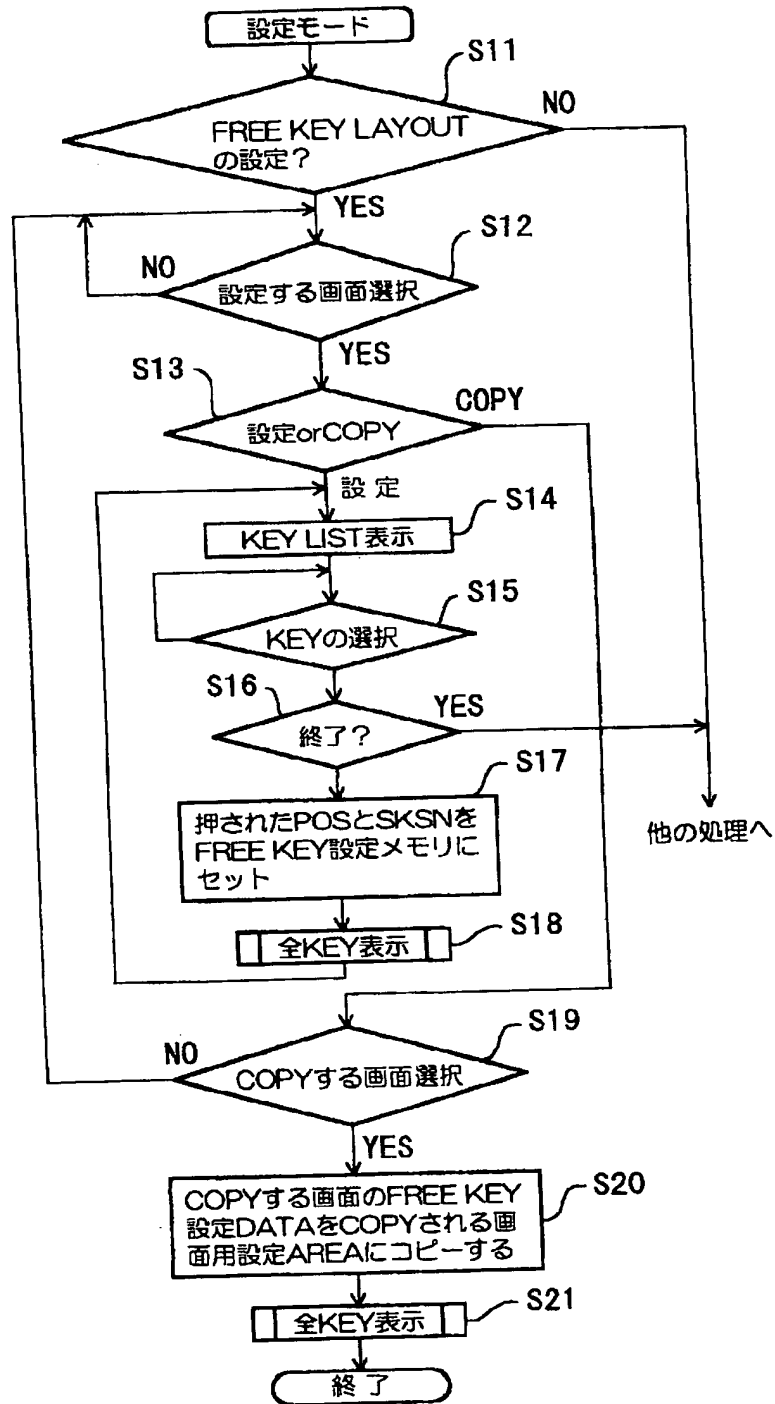 設定モード
S11
NO
FREE KEY LAYOUT
の設定?
YES
S12
NO
設定する画面選択
YES
S13
COPY
設定orCOPY
設 定
S14
KEY LIST表示
S15
KEYの選択
S16
YES
終了?
S17
押されたPOSとSKSNを
FREE KEY設定メモリに
セット
他の処理へ
S18
全KEY表示
S19
NO
COPYする画面選択
YES
S20
COPYする画面のFREE KEY
設定DATAをCOPYされる画
面用設定AREAにコピーする
S21
全KEY表示
終 了